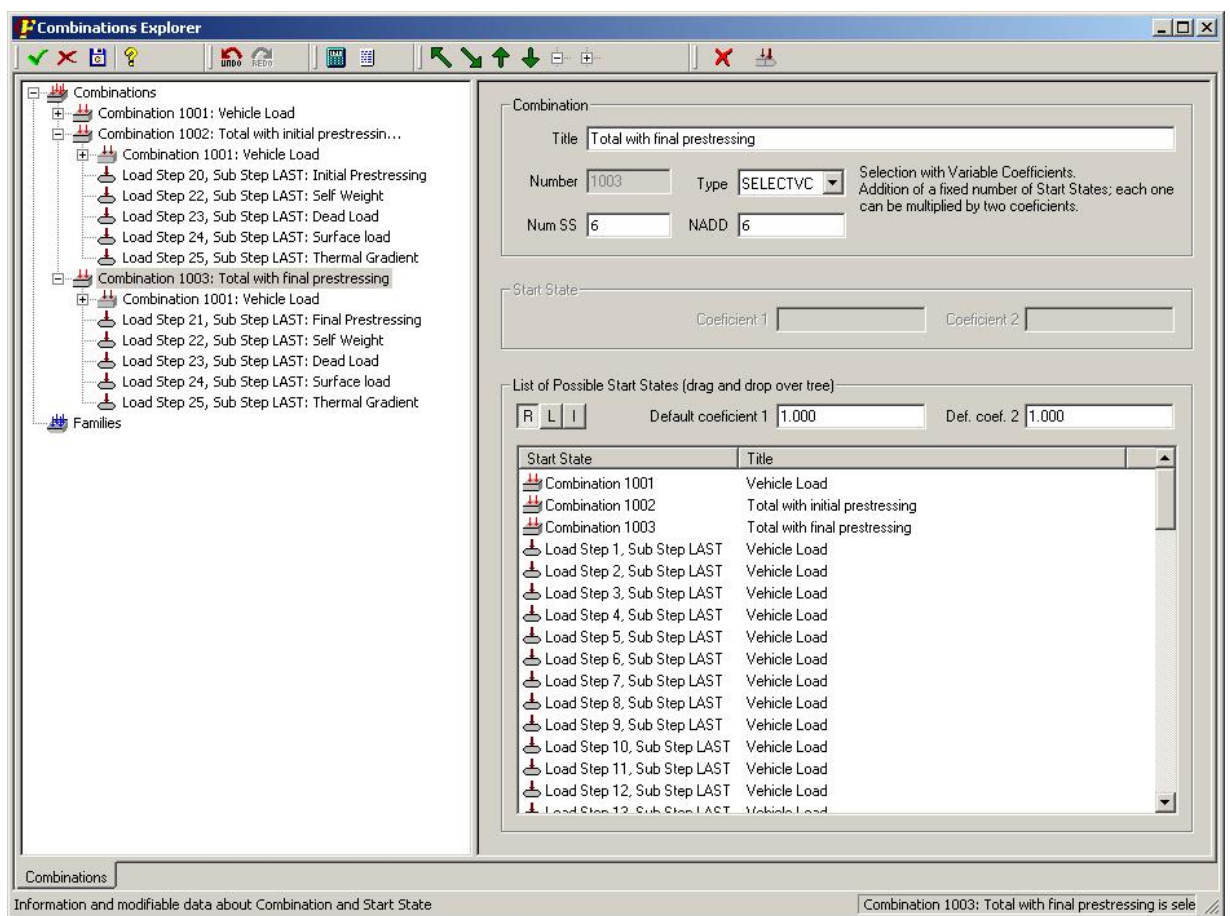 Combinations Explorer
UNDO REDO
Combinations
Combination 1001: Vehicle Load
Combination 1002: Total with initial prestressin...
Combination 1001: Vehicle Load
Load Step 20, Sub Step LAST: Initial Prestressing
Load Step 22, Sub Step LAST: Self Weight
Load Step 23, Sub Step LAST: Dead Load
Load Step 24, Sub Step LAST: Surface load
Load Step 25, Sub Step LAST: Thermal Gradient
Combination 1003: Total with final prestressing
Combination 1001: Vehicle Load
Load Step 21, Sub Step LAST: Final Prestressing
Load Step 22, Sub Step LAST: Self Weight
Load Step 23, Sub Step LAST: Dead Load
Load Step 24, Sub Step LAST: Surface load
Load Step 25, Sub Step LAST: Thermal Gradient
Families
Combination
Title Total with final prestressing
Number 1003 Type SELECTVC
Selection with Variable Coefficients.
Addition of a fixed number of Start States; each one
can be multiplied by two coeficients.
Num SS 6 NADD 6
Start State
Coeficient 1 Coeficient 2
List of Possible Start States (drag and drop over tree)
R L I Default coeficient 1 1.000 Def. coef. 2 1.000
Start State Title
Combination 1001 Vehicle Load
Combination 1002 Total with initial prestressing
Combination 1003 Total with final prestressing
Load Step 1, Sub Step LAST Vehicle Load
Load Step 2, Sub Step LAST Vehicle Load
Load Step 3, Sub Step LAST Vehicle Load
Load Step 4, Sub Step LAST Vehicle Load
Load Step 5, Sub Step LAST Vehicle Load
Load Step 6, Sub Step LAST Vehicle Load
Load Step 7, Sub Step LAST Vehicle Load
Load Step 8, Sub Step LAST Vehicle Load
Load Step 9, Sub Step LAST Vehicle Load
Load Step 10, Sub Step LAST Vehicle Load
Load Step 11, Sub Step LAST Vehicle Load
Load Step 12, Sub Step LAST Vehicle Load
Load Step 13, Sub Step LAST Vehicle Load
Combinations
Information and modifiable data about Combination and Start State
Combination 1003: Total with final prestressing is sele